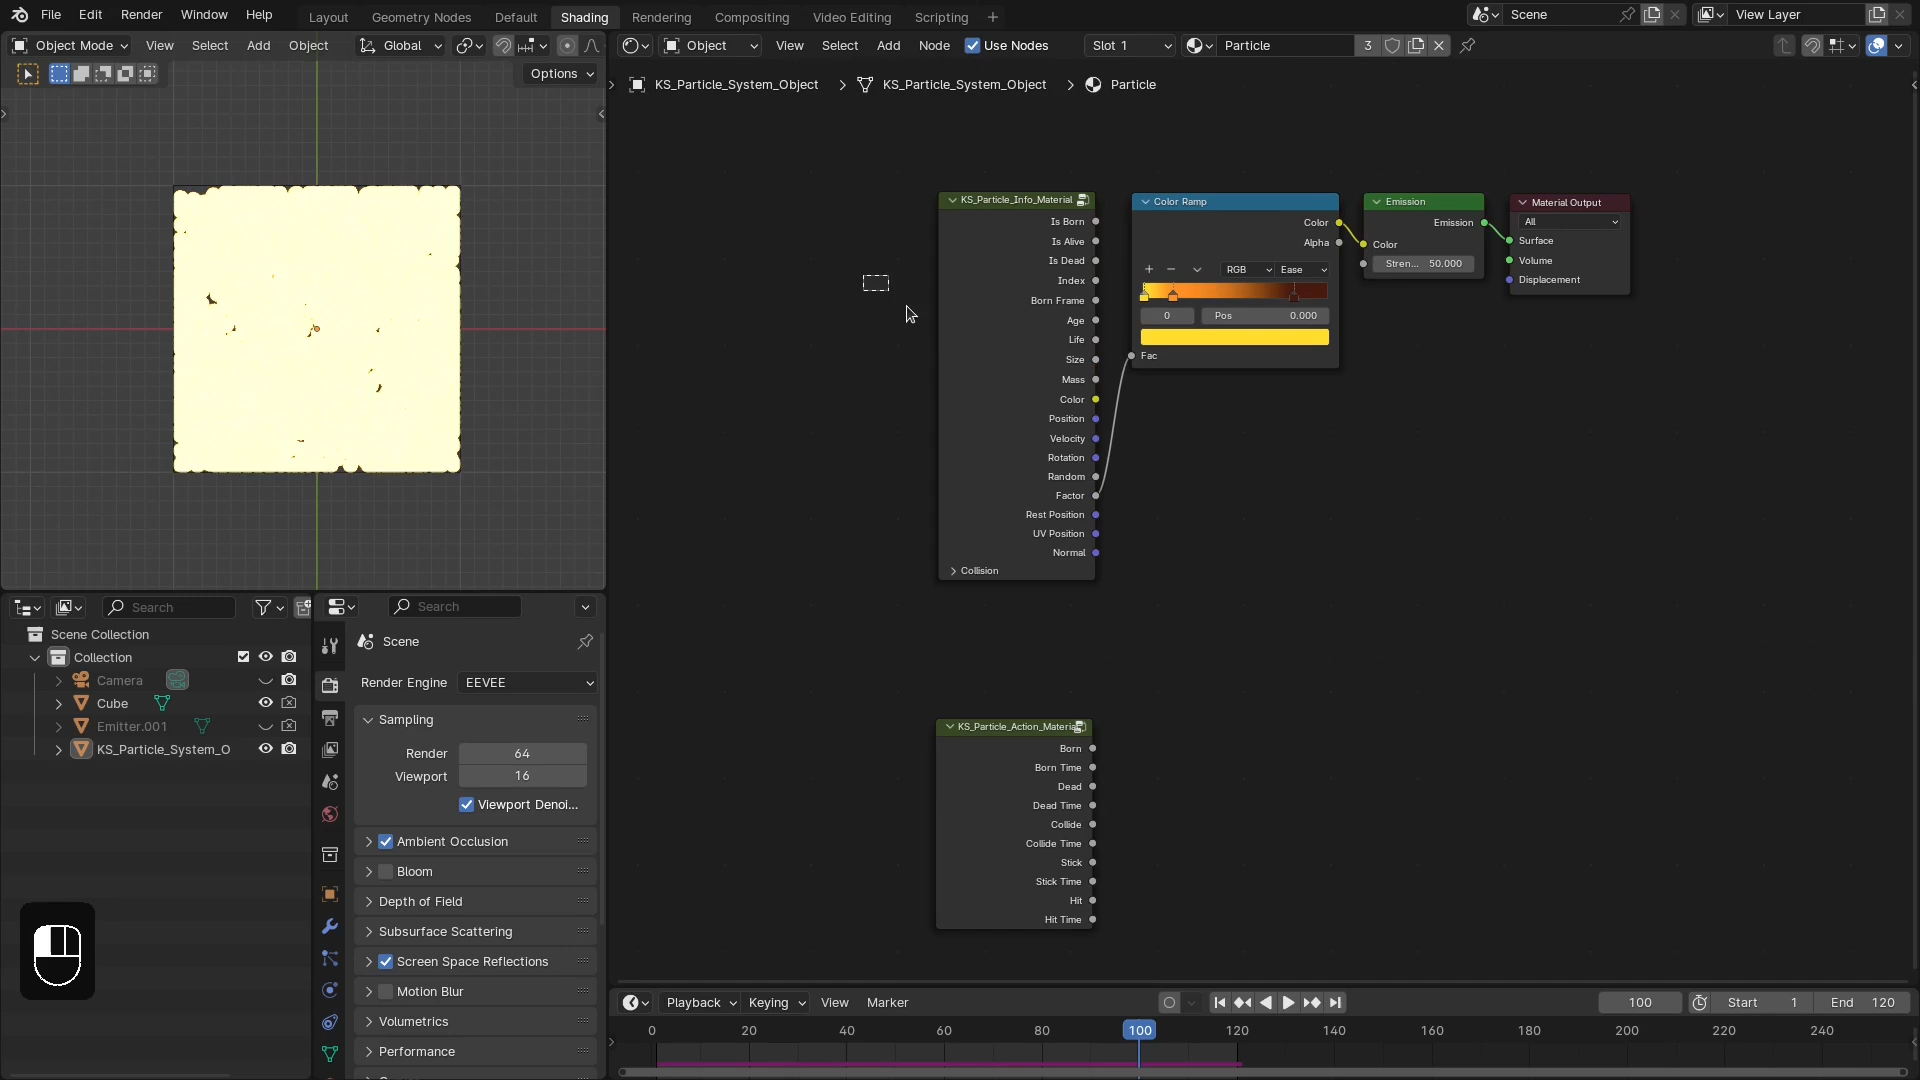 File Edit Render Window Help Layout Geometry Nodes Default Shading Rendering Compositing Video Editing Scripting + Scene View Layer
Object Mode View Select Add Object Global
Options
Object View Select Add Node Use Nodes Slot 1 Particle 3
KS_Particle_System_Object > KS_Particle_System_Object > Particle
KS_Particle_Info_Material
Is Born
Is Alive
Is Dead
Index
Born Frame
Age
Life
Size
Mass
Color
Position
Velocity
Rotation
Random
Factor
Rest Position
UV Position
Normal
Collision
Color Ramp
Color
Alpha
RGB Ease
0 Pos 0.000
Fac
Emission
Emission
Color
Stren... 50.000
Material Output
All
Surface
Volume
Displacement
KS_Particle_Action_Materia
Born
Born Time
Dead
Dead Time
Collide
Collide Time
Stick
Stick Time
Hit
Hit Time
Search
Scene Collection
Collection
Camera
Cube
Emitter.001
KS_Particle_System_O
Search
Scene
Render Engine EEVEE
Sampling
Render 64
Viewport 16
Viewport Denoi...
Ambient Occlusion
Bloom
Depth of Field
Subsurface Scattering
Screen Space Reflections
Motion Blur
Volumetrics
Performance
Playback Keying View Marker 100 Start 1 End 120
0 20 40 60 80 100 120 140 160 180 200 220 240